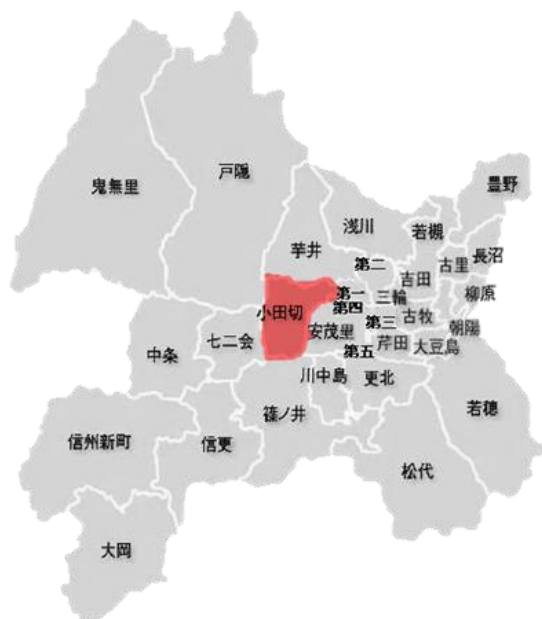 戸隠
鬼無里
豊野
浅川
若槻
芋井
長沼
第二
古里
吉田
柳原
第一
三輪
小田切
第四
古牧
第三
朝陽
安茂里
七二会
芹田
大豆島
第五
中条
川中島
更北
若穂
篠ノ井
信州新町
信更
松代
大岡